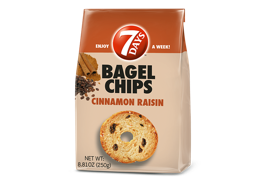 ENJOY 7 A WEEK!
DAYS
BAGEL
CHIPS
CINNAMON RAISIN
NET WT:
8.81OZ (250g)